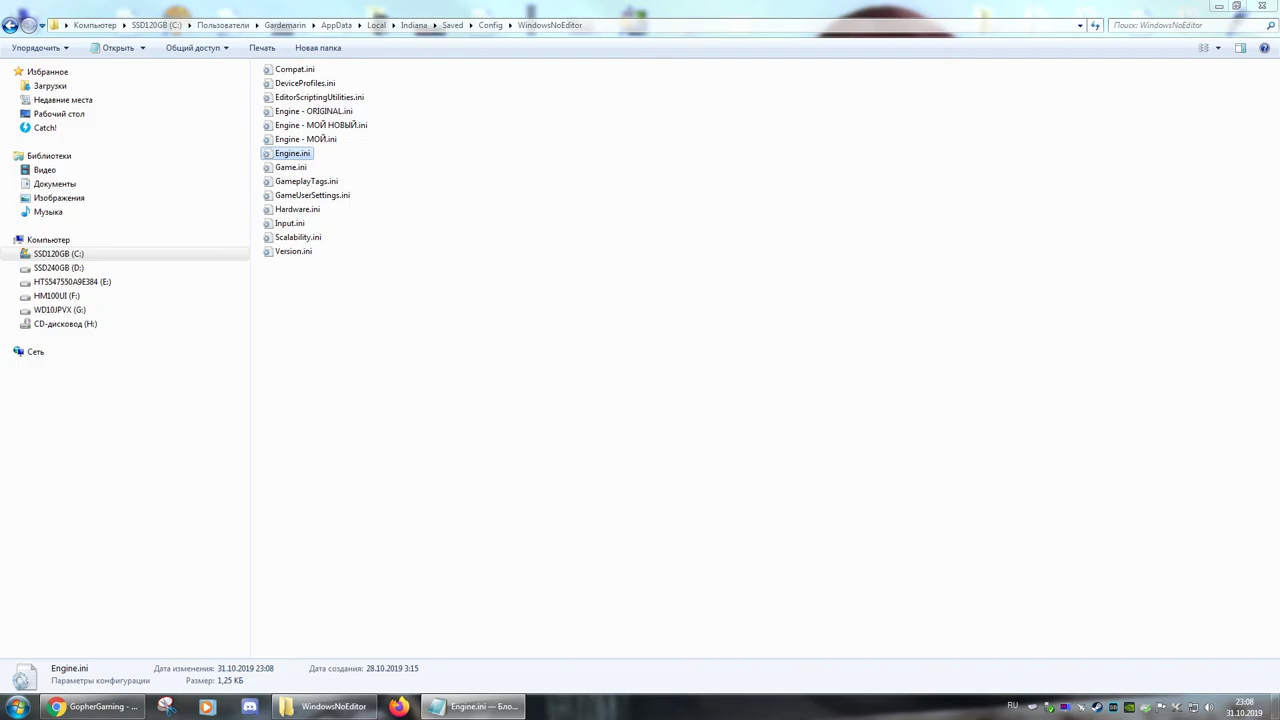 Компьютер SSD120GB (C:) Пользователи Gardemarin AppData Local Indiana Saved Config WindowsNoEditor Поиск: WindowsNoEditor
Упорядочить Открыть Общий доступ Печать Новая папка
Избранное
Загрузки
Недавние места
Рабочий стол
Catch!
Библиотеки
Видео
Документы
Изображения
Музыка
Компьютер
SSD120GB (C:)
SSD240GB (D:)
HTS547550A9E384 (E:)
HM100UI (F:)
WD10JPVX (G:)
CD-дисковод (H:)
Сеть
Compat.ini
DeviceProfiles.ini
EditorScriptingUtilities.ini
Engine - ORIGINAL.ini
Engine - МОЙ НОВЫЙ.ini
Engine - МОЙ.ini
Engine.ini
Game.ini
GameplayTags.ini
GameUserSettings.ini
Hardware.ini
Input.ini
Scalability.ini
Version.ini
Engine.ini Дата изменения: 31.10.2019 23:08 Дата создания: 28.10.2019 3:15
Параметры конфигурации Размер: 1,25 КБ
GopherGaming - ... WindowsNoEditor Engine.ini — Бло... RU 23:08
31.10.2019